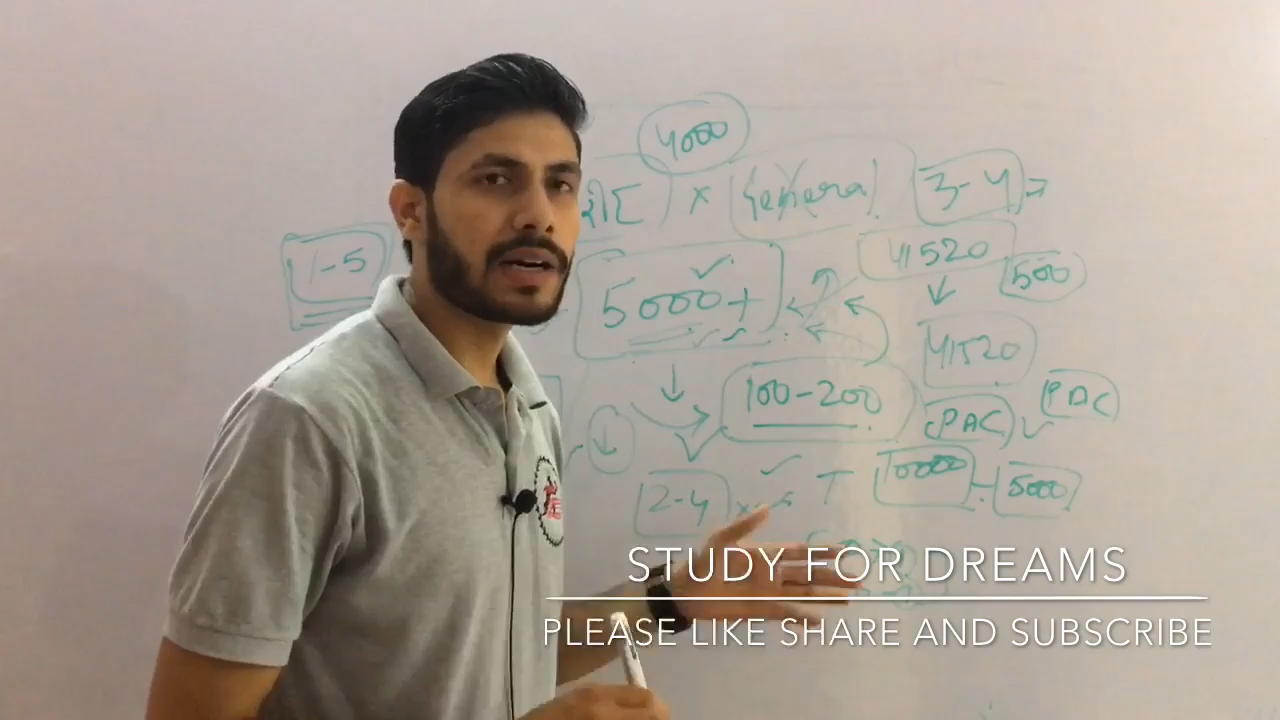 4000
× General 3-4
1-5
5000+
41520
500
41520
100-200
PAC
PAC
2-4
T 10000 - 5000
STUDY FOR DREAMS
PLEASE LIKE SHARE AND SUBSCRIBE